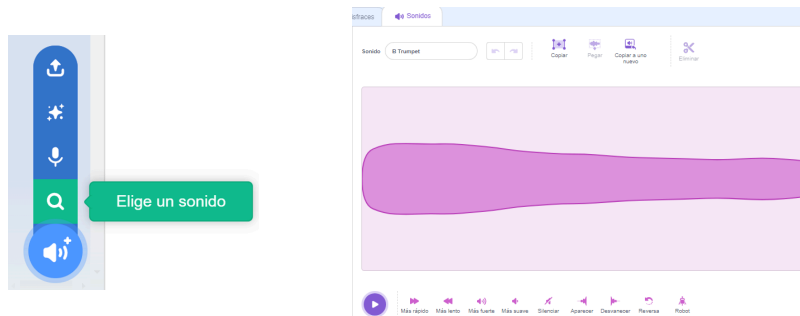 Elige un sonido
isfraces Sonidos
Sonido B Trumpet Copiar Pegar Copiar a uno
nuevo Eliminar
Más rápido Más lento Más fuerte Más suave Silenciar Aparecer Desvanecer Reversa Robot